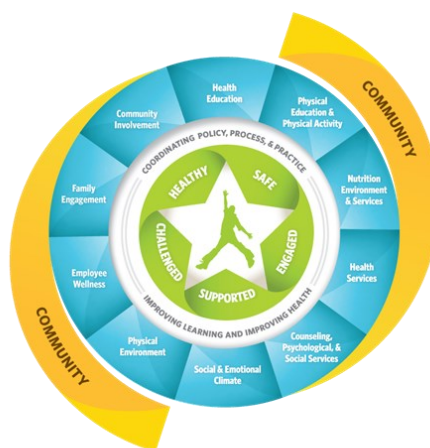 COMMUNITY
Health
Education
Physical
Education &
Physical Activity
Nutrition
Environment
& Services
Health
Services
Counseling,
Psychological, &
Social Services
Social & Emotional
Climate
Physical
Environment
Employee
Wellness
Family
Engagement
Community
Involvement
COORDINATING POLICY, PROCESS, & PRACTICE
IMPROVING LEARNING AND IMPROVING HEALTH
HEALTHY
SAFE
ENGAGED
SUPPORTED
CHALLENGED
COMMUNITY